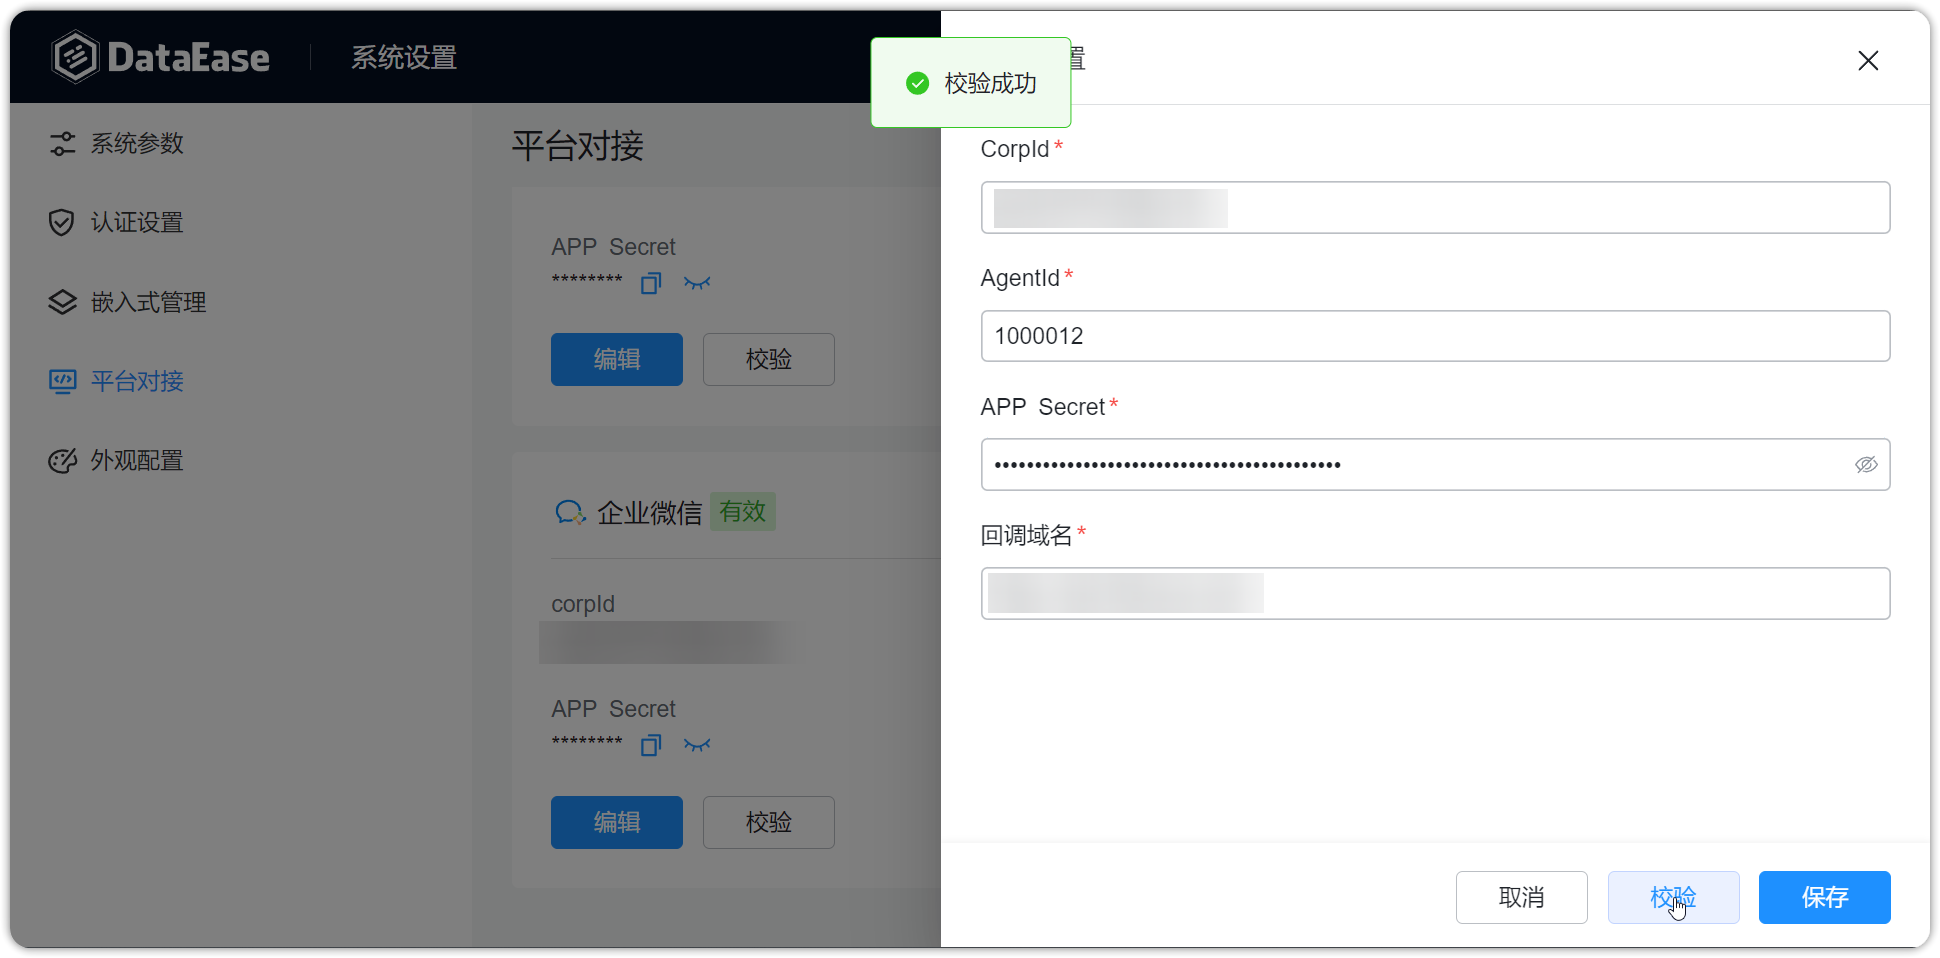 DataEase
系统设置
系统参数
认证设置
嵌入式管理
平台对接
外观配置
平台对接
APP Secret
********
编辑
校验
企业微信
有效
corpId
APP Secret
********
编辑
校验
校验成功
置
CorpId*
AgentId*
1000012
APP Secret*
•••••••••••••••••••••••••••••••••••••••••••
回调域名*
取消
校验
保存